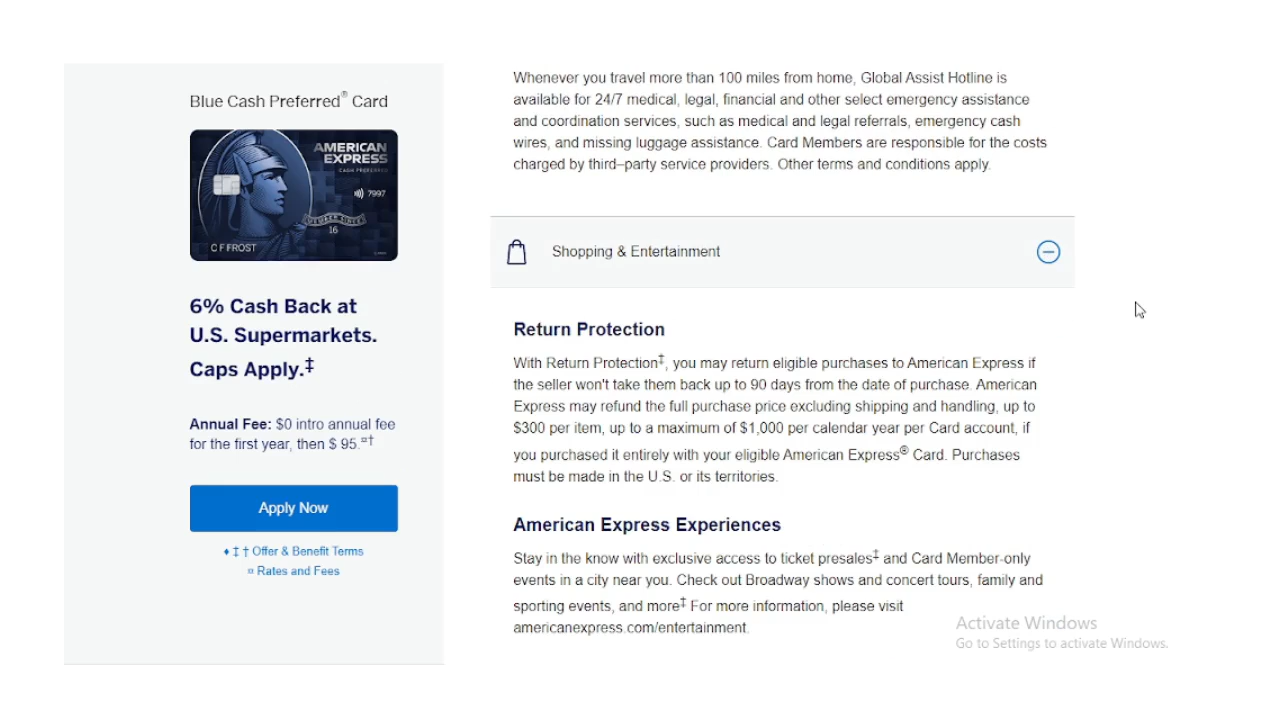 Blue Cash Preferred® Card
AMERICAN
EXPRESS
CASH PREFERRED
7997
MEMBER SINCE
16
C F FROST
6% Cash Back at
U.S. Supermarkets.
Caps Apply.‡
Annual Fee: $0 intro annual fee
for the first year, then $ 95.¤†
Apply Now
♦ ‡ † Offer & Benefit Terms
¤ Rates and Fees
Whenever you travel more than 100 miles from home, Global Assist Hotline is
available for 24/7 medical, legal, financial and other select emergency assistance
and coordination services, such as medical and legal referrals, emergency cash
wires, and missing luggage assistance. Card Members are responsible for the costs
charged by third–party service providers. Other terms and conditions apply.
Shopping & Entertainment
Return Protection
With Return Protection‡, you may return eligible purchases to American Express if
the seller won't take them back up to 90 days from the date of purchase. American
Express may refund the full purchase price excluding shipping and handling, up to
$300 per item, up to a maximum of $1,000 per calendar year per Card account, if
you purchased it entirely with your eligible American Express® Card. Purchases
must be made in the U.S. or its territories.
American Express Experiences
Stay in the know with exclusive access to ticket presales‡ and Card Member-only
events in a city near you. Check out Broadway shows and concert tours, family and
sporting events, and more‡ For more information, please visit
americanexpress.com/entertainment.
Activate Windows
Go to Settings to activate Windows.